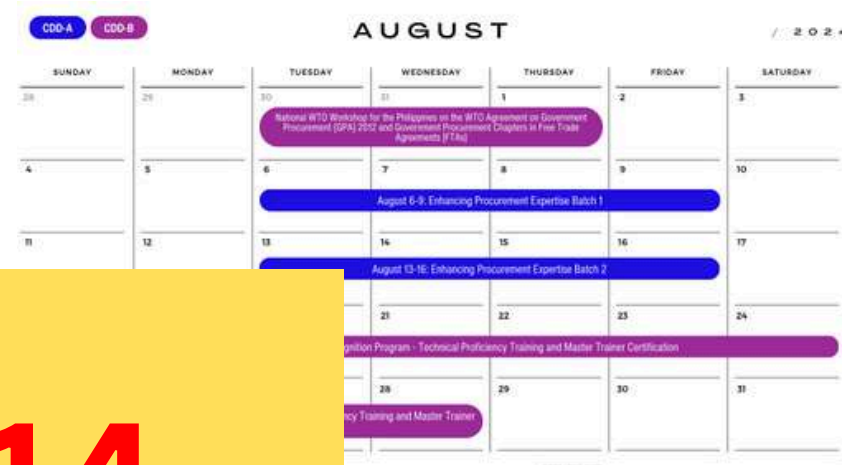 CDD-A CDD-B
AUGUST
/ 2024
SUNDAY MONDAY TUESDAY WEDNESDAY THURSDAY FRIDAY SATURDAY
28 29 30 31 1 2 3
National WTO Workshop for the Philippines on the WTO Agreement on Government
Procurement (GPA) 2012 and Government Procurement Chapters in Free Trade
Agreements (FTAs)
4 5 6 7 8 9 10
August 6-9: Enhancing Procurement Expertise Batch 1
11 12 13 14 15 16 17
August 13-16: Enhancing Procurement Expertise Batch 2
21 22 23 24
Program - Technical Proficiency Training and Master Trainer Certification
28 29 30 31
Training and Master Trainer
14